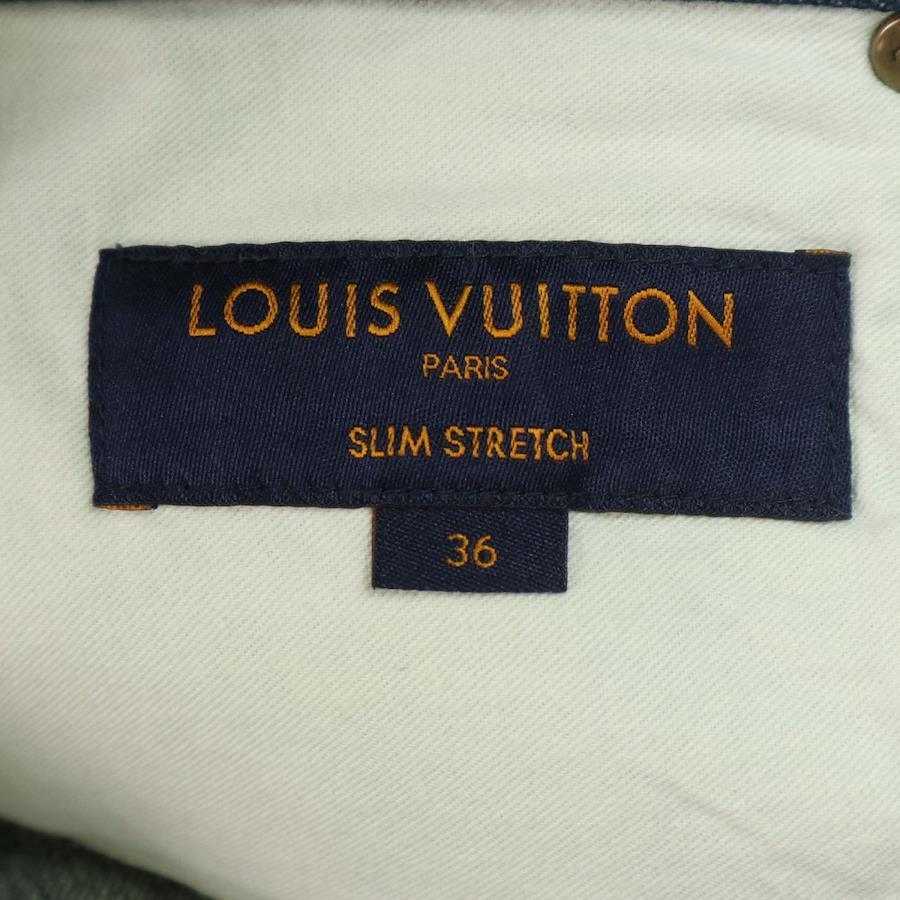 LOUIS VUITTON
PARIS
SLIM STRETCH
36